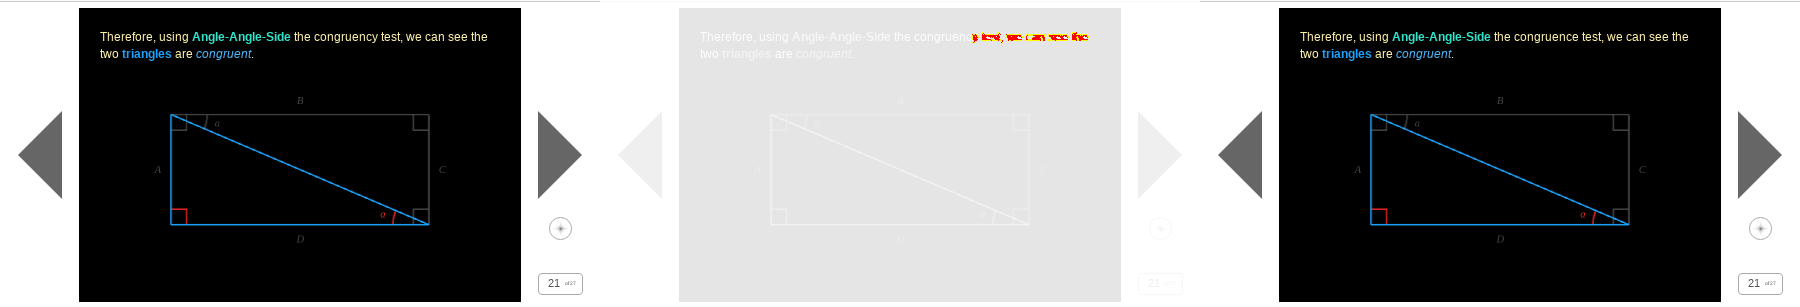 Therefore, using Angle-Angle-Side the congruency test, we can see the
two triangles are congruent.
B
a
A
C
o
D
21 of 27
Therefore, using Angle-Angle-Side the congruency test, we can see the
two triangles are congruent.
21
Therefore, using Angle-Angle-Side the congruence test, we can see the
two triangles are congruent.
B
a
A
C
o
D
21 of 27